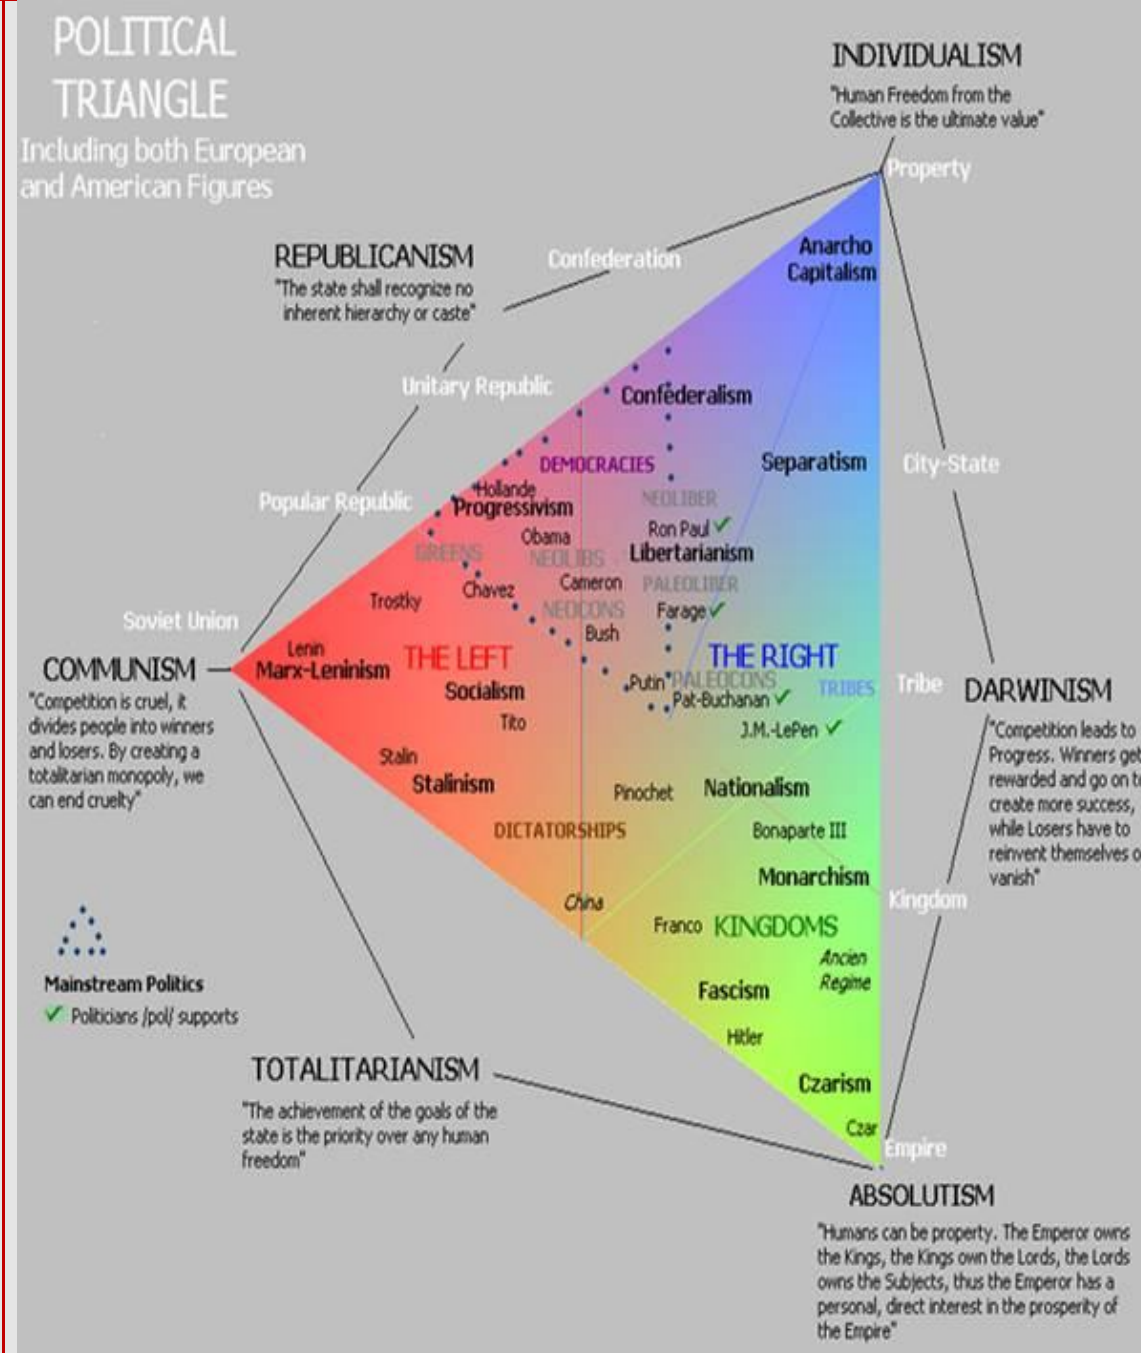 POLITICAL
TRIANGLE
Including both European
and American Figures
INDIVIDUALISM
"Human Freedom from the
Collective is the ultimate value"
Property
REPUBLICANISM
"The state shall recognize no
inherent hierarchy or caste"
Confederation
Anarcho
Capitalism
Unitary Republic
Confederalism
DEMOCRACIES
Separatism
City-State
Popular Republic
Hollande
Progressivism
NEOLIBER
Ron Paul ✓
Obama
GREENS
NEOLIBS
Libertarianism
Chavez
Cameron
PALEOLIBER
Trostky
NEOCONS
Farage ✓
Soviet Union
Bush
Lenin
COMMUNISM
Marx-Leninism
THE LEFT
THE RIGHT
"Competition is cruel, it
divides people into winners
and losers. By creating a
totalitarian monopoly, we
can end cruelty"
Socialism
Putin
PALEOCONS
TRIBES
Tribe
DARWINISM
Pat-Buchanan ✓
Tito
J.M.-LePen ✓
"Competition leads to
Progress. Winners get
rewarded and go on to
create more success,
while Losers have to
reinvent themselves o
vanish"
Stalin
Stalinism
Pinochet
Nationalism
DICTATORSHIPS
Bonaparte III
Monarchism
China
Kingdom
Franco
KINGDOMS
Ancien
Regime
Mainstream Politics
✓ Politicians /pol/ supports
Fascism
Hitler
TOTALITARIANISM
"The achievement of the goals of the
state is the priority over any human
freedom"
Czarism
Czar
Empire
ABSOLUTISM
"Humans can be property. The Emperor owns
the Kings, the Kings own the Lords, the Lords
owns the Subjects, thus the Emperor has a
personal, direct interest in the prosperity of
the Empire"